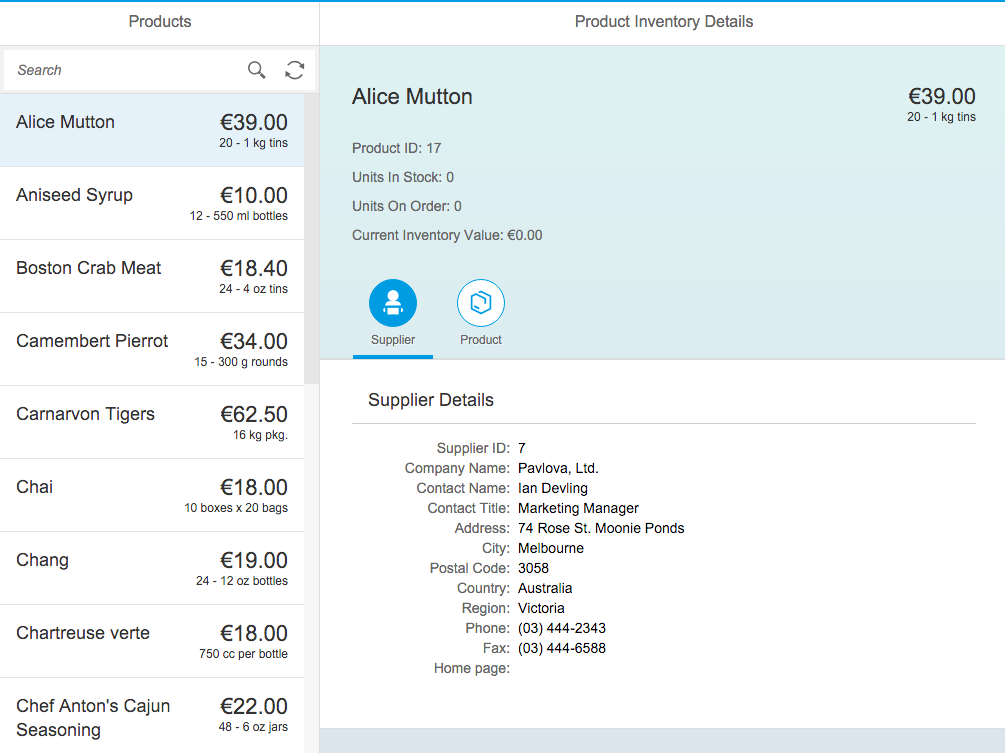 Products
Search
Alice Mutton €39.00
20 - 1 kg tins
Aniseed Syrup €10.00
12 - 550 ml bottles
Boston Crab Meat €18.40
24 - 4 oz tins
Camembert Pierrot €34.00
15 - 300 g rounds
Carnarvon Tigers €62.50
16 kg pkg.
Chai €18.00
10 boxes x 20 bags
Chang €19.00
24 - 12 oz bottles
Chartreuse verte €18.00
750 cc per bottle
Chef Anton's Cajun €22.00
Seasoning 48 - 6 oz jars
Product Inventory Details
Alice Mutton €39.00
20 - 1 kg tins
Product ID: 17
Units In Stock: 0
Units On Order: 0
Current Inventory Value: €0.00
Supplier Product
Supplier Details
Supplier ID: 7
Company Name: Pavlova, Ltd.
Contact Name: Ian Devling
Contact Title: Marketing Manager
Address: 74 Rose St. Moonie Ponds
City: Melbourne
Postal Code: 3058
Country: Australia
Region: Victoria
Phone: (03) 444-2343
Fax: (03) 444-6588
Home page: